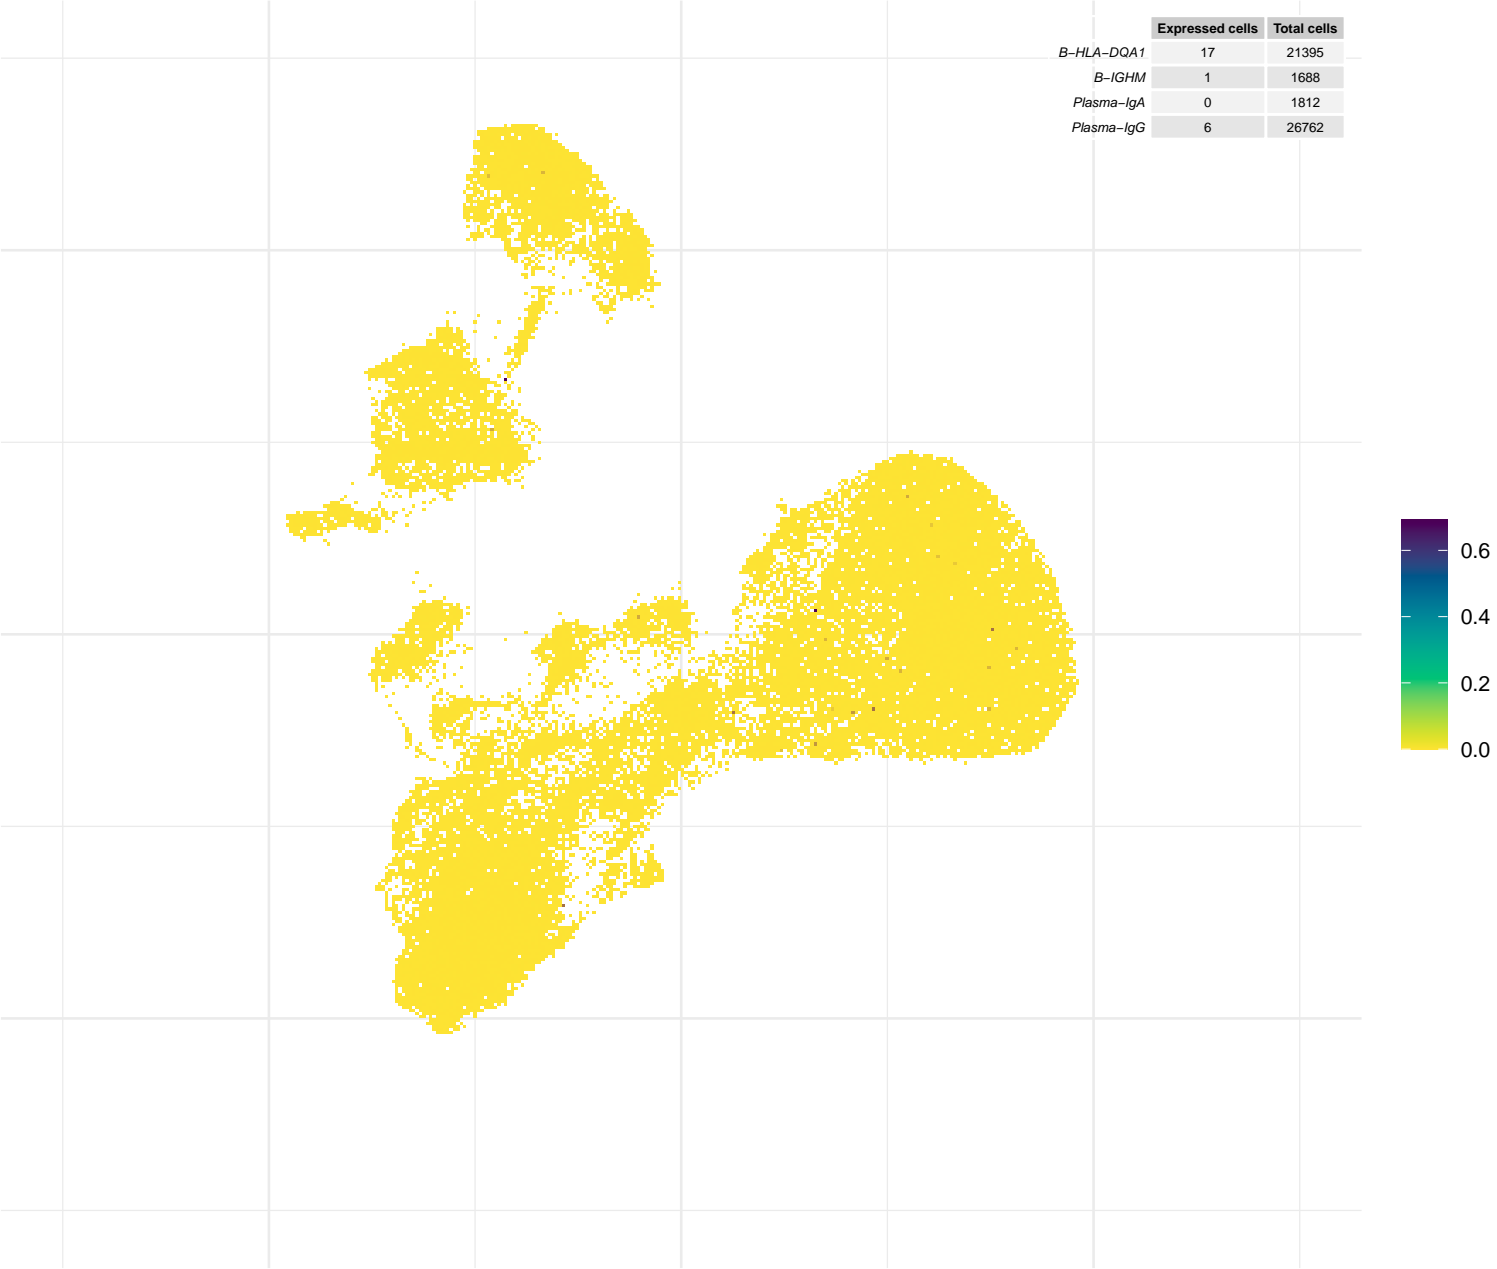 Expressed cells Total cells
B−HLA−DQA1 17 21395
B−IGHM 1 1688
Plasma−IgA 0 1812
Plasma−IgG 6 26762
0.6
0.4
0.2
0.0